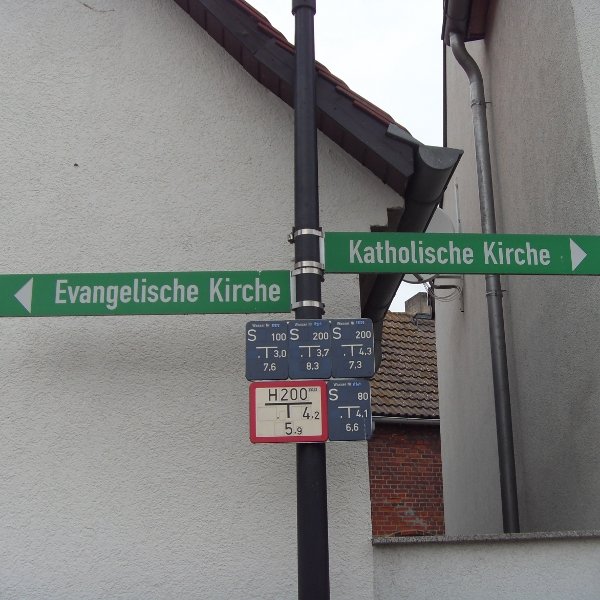 Katholische Kirche
Evangelische Kirche
S 100
3,0
7,6
S 200
3,7
8,3
S 200
4,3
7,3
H200
4,2
5,9
S 80
4,1
6,6